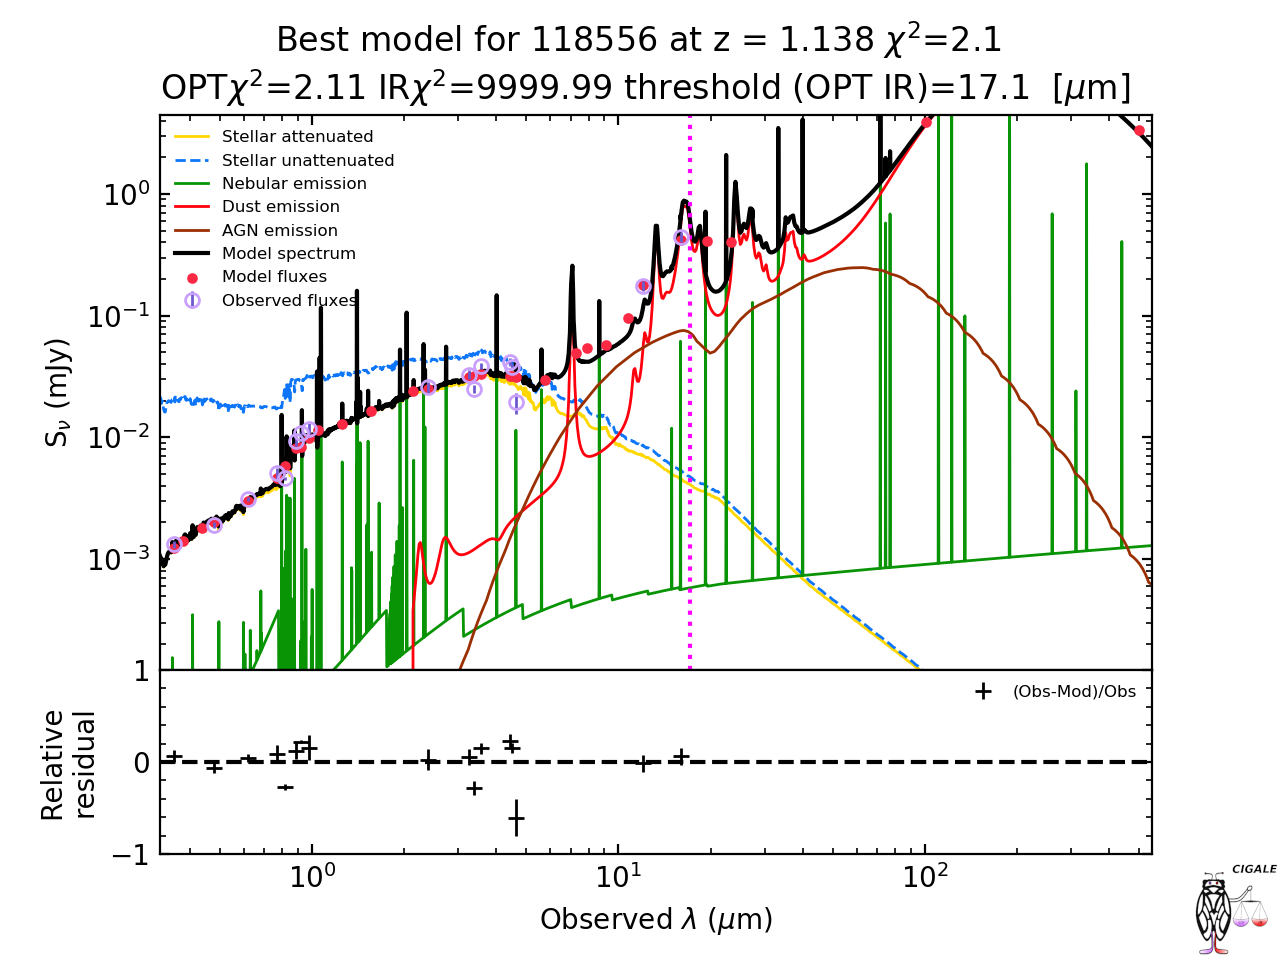 Best model for 118556 at z = 1.138 χ²=2.1
OPTχ²=2.11 IRχ²=9999.99 threshold (OPT IR)=17.1 [μm]
Stellar attenuated
Stellar unattenuated
Nebular emission
Dust emission
AGN emission
Model spectrum
Model fluxes
Observed fluxes
10⁰
10⁻¹
10⁻²
10⁻³
S_ν (mJy)
1
0
−1
Relative
residual
(Obs-Mod)/Obs
10⁰
10¹
10²
Observed λ (μm)
CIGALE